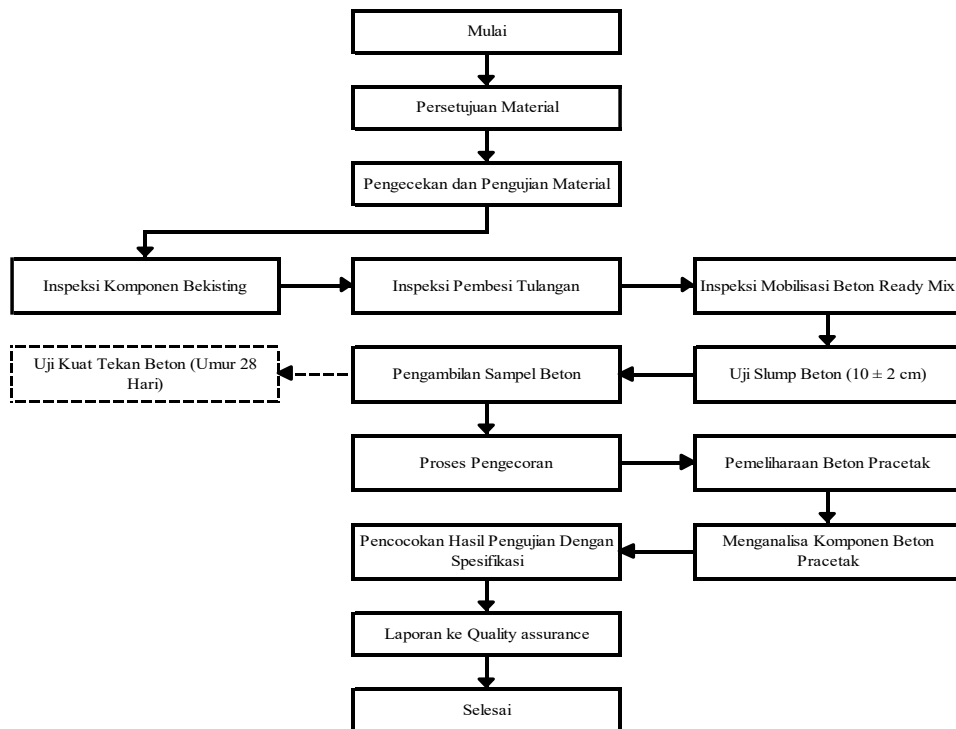 Mulai
Persetujuan Material
Pengecekan dan Pengujian Material
Inspeksi Komponen Bekisting
Inspeksi Pembesi Tulangan
Inspeksi Mobilisasi Beton Ready Mix
Uji Kuat Tekan Beton (Umur 28
Hari)
Pengambilan Sampel Beton
Uji Slump Beton (10 ± 2 cm)
Proses Pengecoran
Pemeliharaan Beton Pracetak
Pencocokan Hasil Pengujian Dengan
Spesifikasi
Menganalisa Komponen Beton
Pracetak
Laporan ke Quality assurance
Selesai